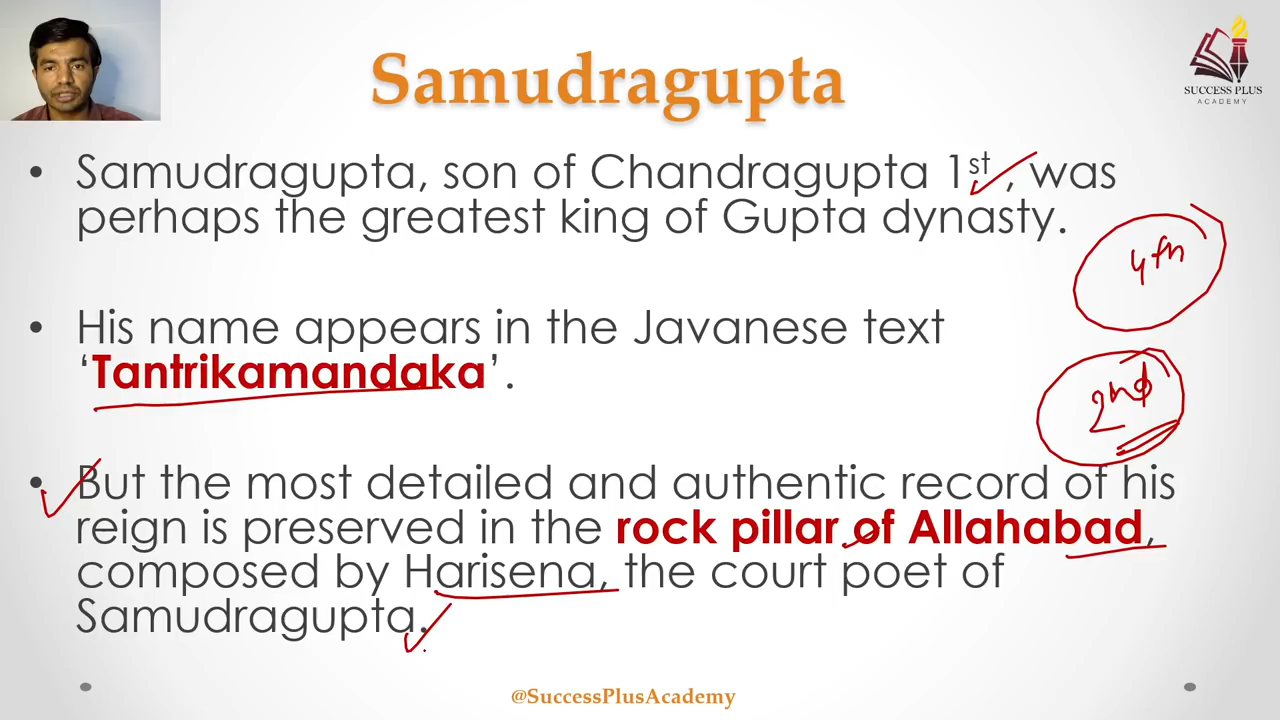 Samudragupta
SUCCESS PLUS
ACADEMY
• Samudragupta, son of Chandragupta 1st , was
perhaps the greatest king of Gupta dynasty.
4th
• His name appears in the Javanese text
‘Tantrikamandaka’.
2nd
• But the most detailed and authentic record of his
reign is preserved in the rock pillar of Allahabad,
composed by Harisena, the court poet of
Samudragupta.
@SuccessPlusAcademy